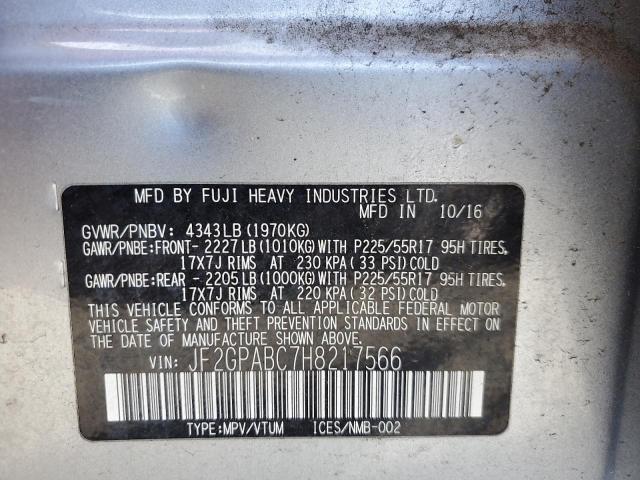 MFD BY FUJI HEAVY INDUSTRIES LTD.
MFD IN 10/16
GVWR/PNBV: 4343LB(1970KG)
GAWR/PNBE:FRONT- 2227LB(1010KG)WITH P225/55R17 95H TIRES,
17X7J RIMS AT 230 KPA( 33 PSI)COLD
GAWR/PNBE:REAR - 2205LB(1000KG)WITH P225/55R17 95H TIRES,
17X7J RIMS AT 220 KPA( 32 PSI)COLD
THIS VEHICLE CONFORMS TO ALL APPLICABLE FEDERAL MOTOR
VEHICLE SAFETY AND THEFT PREVENTION STANDARDS IN EFFECT ON
THE DATE OF MANUFACTURE SHOWN ABOVE.
VIN: JF2GPABC7H8217566
TYPE:MPV/VTUM ICES/NMB-002